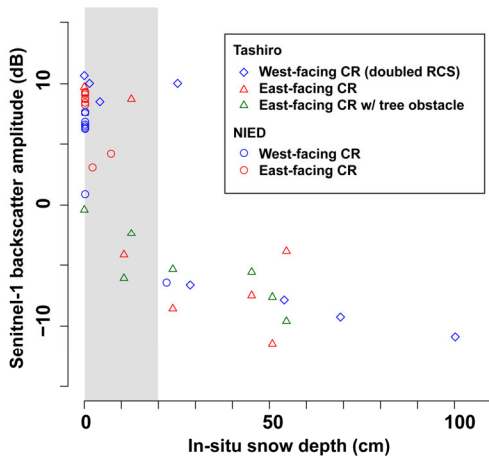 Senitnel-1 backscatter amplitude (dB)
10
0
−10
Tashiro
West-facing CR (doubled RCS)
East-facing CR
East-facing CR w/ tree obstacle
NIED
West-facing CR
East-facing CR
0
50
100
In-situ snow depth (cm)